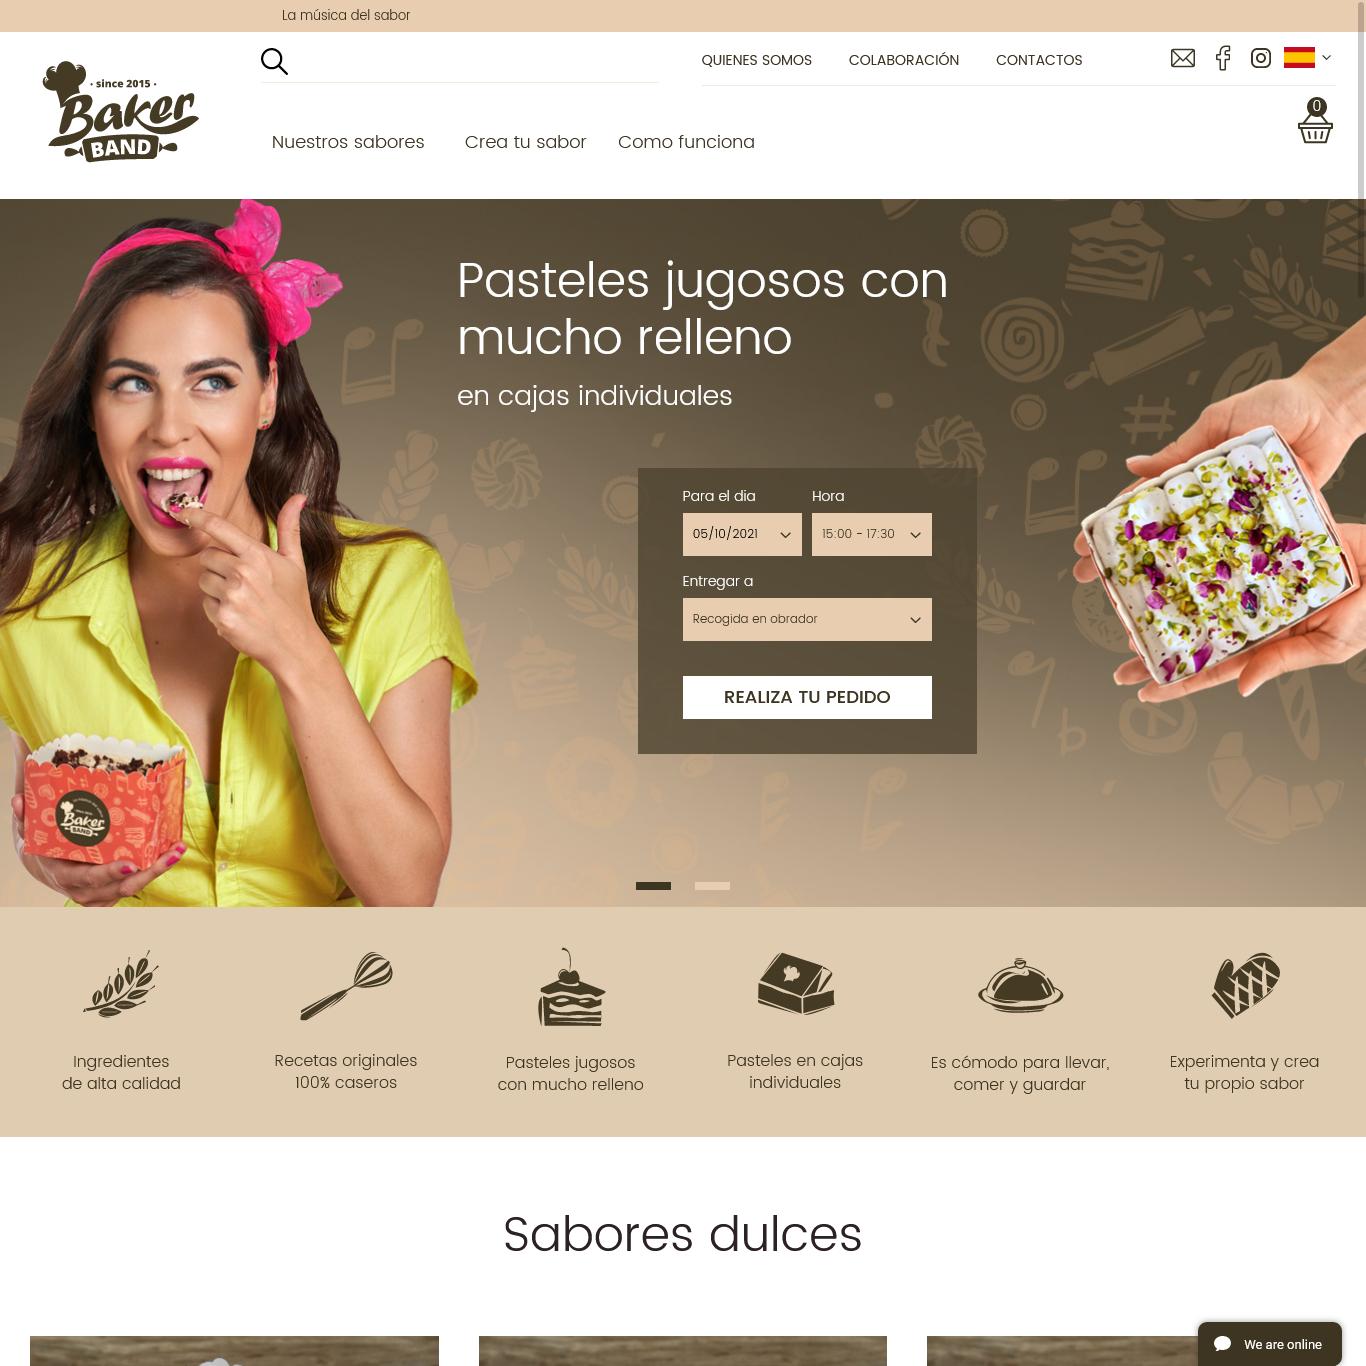 La música del sabor
· since 2015 ·
Baker
BAND
QUIENES SOMOS
COLABORACIÓN
CONTACTOS
0
Nuestros sabores
Crea tu sabor
Como funciona
Pasteles jugosos con
mucho relleno
en cajas individuales
Para el dia
Hora
05/10/2021
15:00 - 17:30
Entregar a
Recogida en obrador
REALIZA TU PEDIDO
Baker
BAND
Ingredientes
de alta calidad
Recetas originales
100% caseros
Pasteles jugosos
con mucho relleno
Pasteles en cajas
individuales
Es cómodo para llevar,
comer y guardar
Experimenta y crea
tu propio sabor
Sabores dulces
We are online